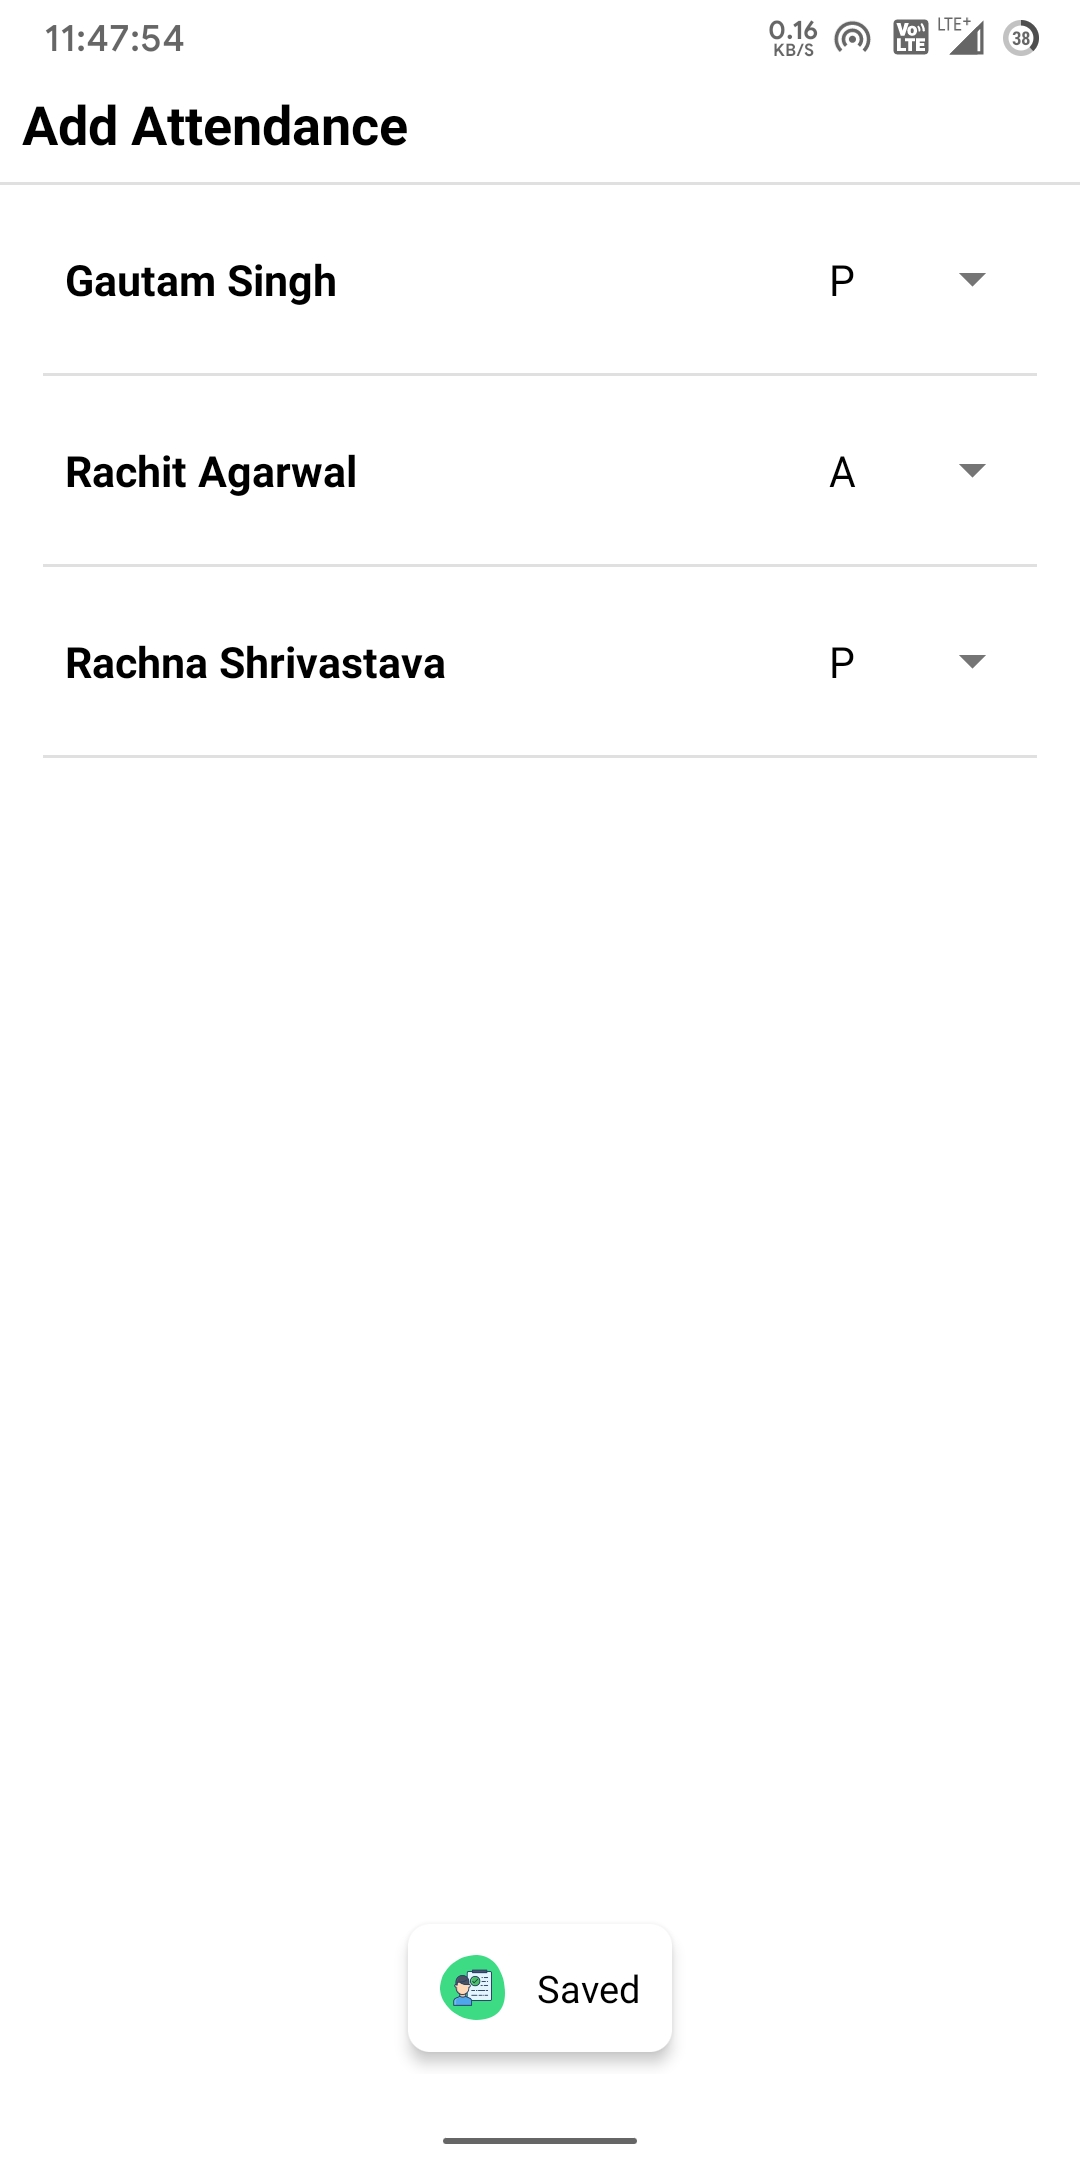 11:47:54 0.16 KB/S Vo LTE LTE+ 38
Add Attendance
Gautam Singh P
Rachit Agarwal A
Rachna Shrivastava P
Saved